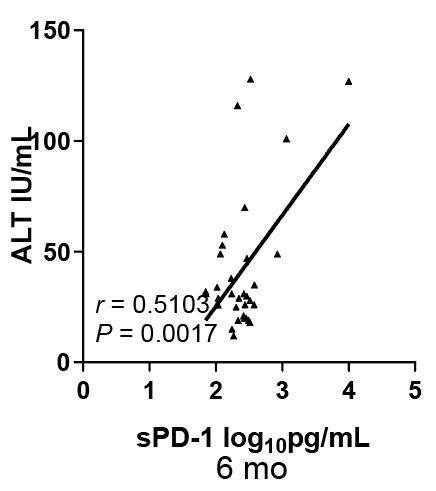 150
100
50
0
ALT IU/mL
r = 0.5103
P = 0.0017
0 1 2 3 4 5
sPD-1 log₁₀pg/mL
6 mo